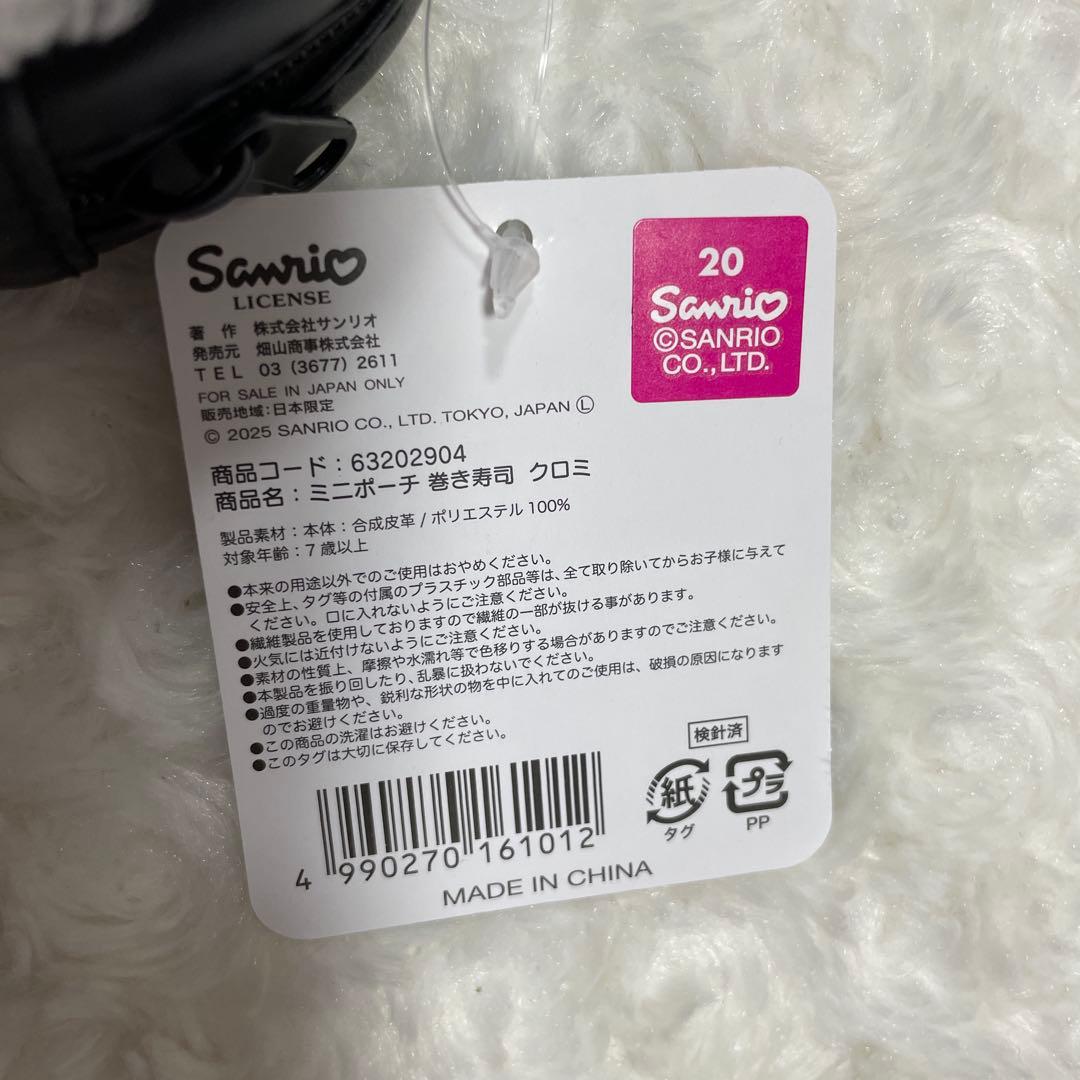 Sanrio
LICENSE
著 作 株式会社サンリオ
発売元 畑山商事株式会社
TEL 03 (3677) 2611
FOR SALE IN JAPAN ONLY
販売地域:日本限定
© 2025 SANRIO CO., LTD. TOKYO, JAPAN Ⓛ
20
Sanrio
©SANRIO
CO.,LTD.
商品コード:63202904
商品名:ミニポーチ 巻き寿司 クロミ
製品素材:本体:合成皮革 / ポリエステル 100%
対象年齢:7 歳以上
●本来の用途以外でのご使用はおやめください。
●安全上、タグ等の付属のプラスチック部品等は、全て取り除いてからお子様に与えて
ください。口に入れないようにご注意ください。
●繊維製品を使用しておりますので繊維の一部が抜ける事があります。
●火気には近付けないようにご注意ください。
●素材の性質上、摩擦や水濡れ等で色移りする場合がありますのでご注意ください。
●本製品を振り回したり、乱暴に扱わないでください。
●過度の重量物や、鋭利な形状の物を中に入れてのご使用は、破損の原因になります
のでお避けください。
●この商品の洗濯はお避けください。
●このタグは大切に保存してください。
検針済
紙
タグ
プラ
PP
4 990270 161012
MADE IN CHINA